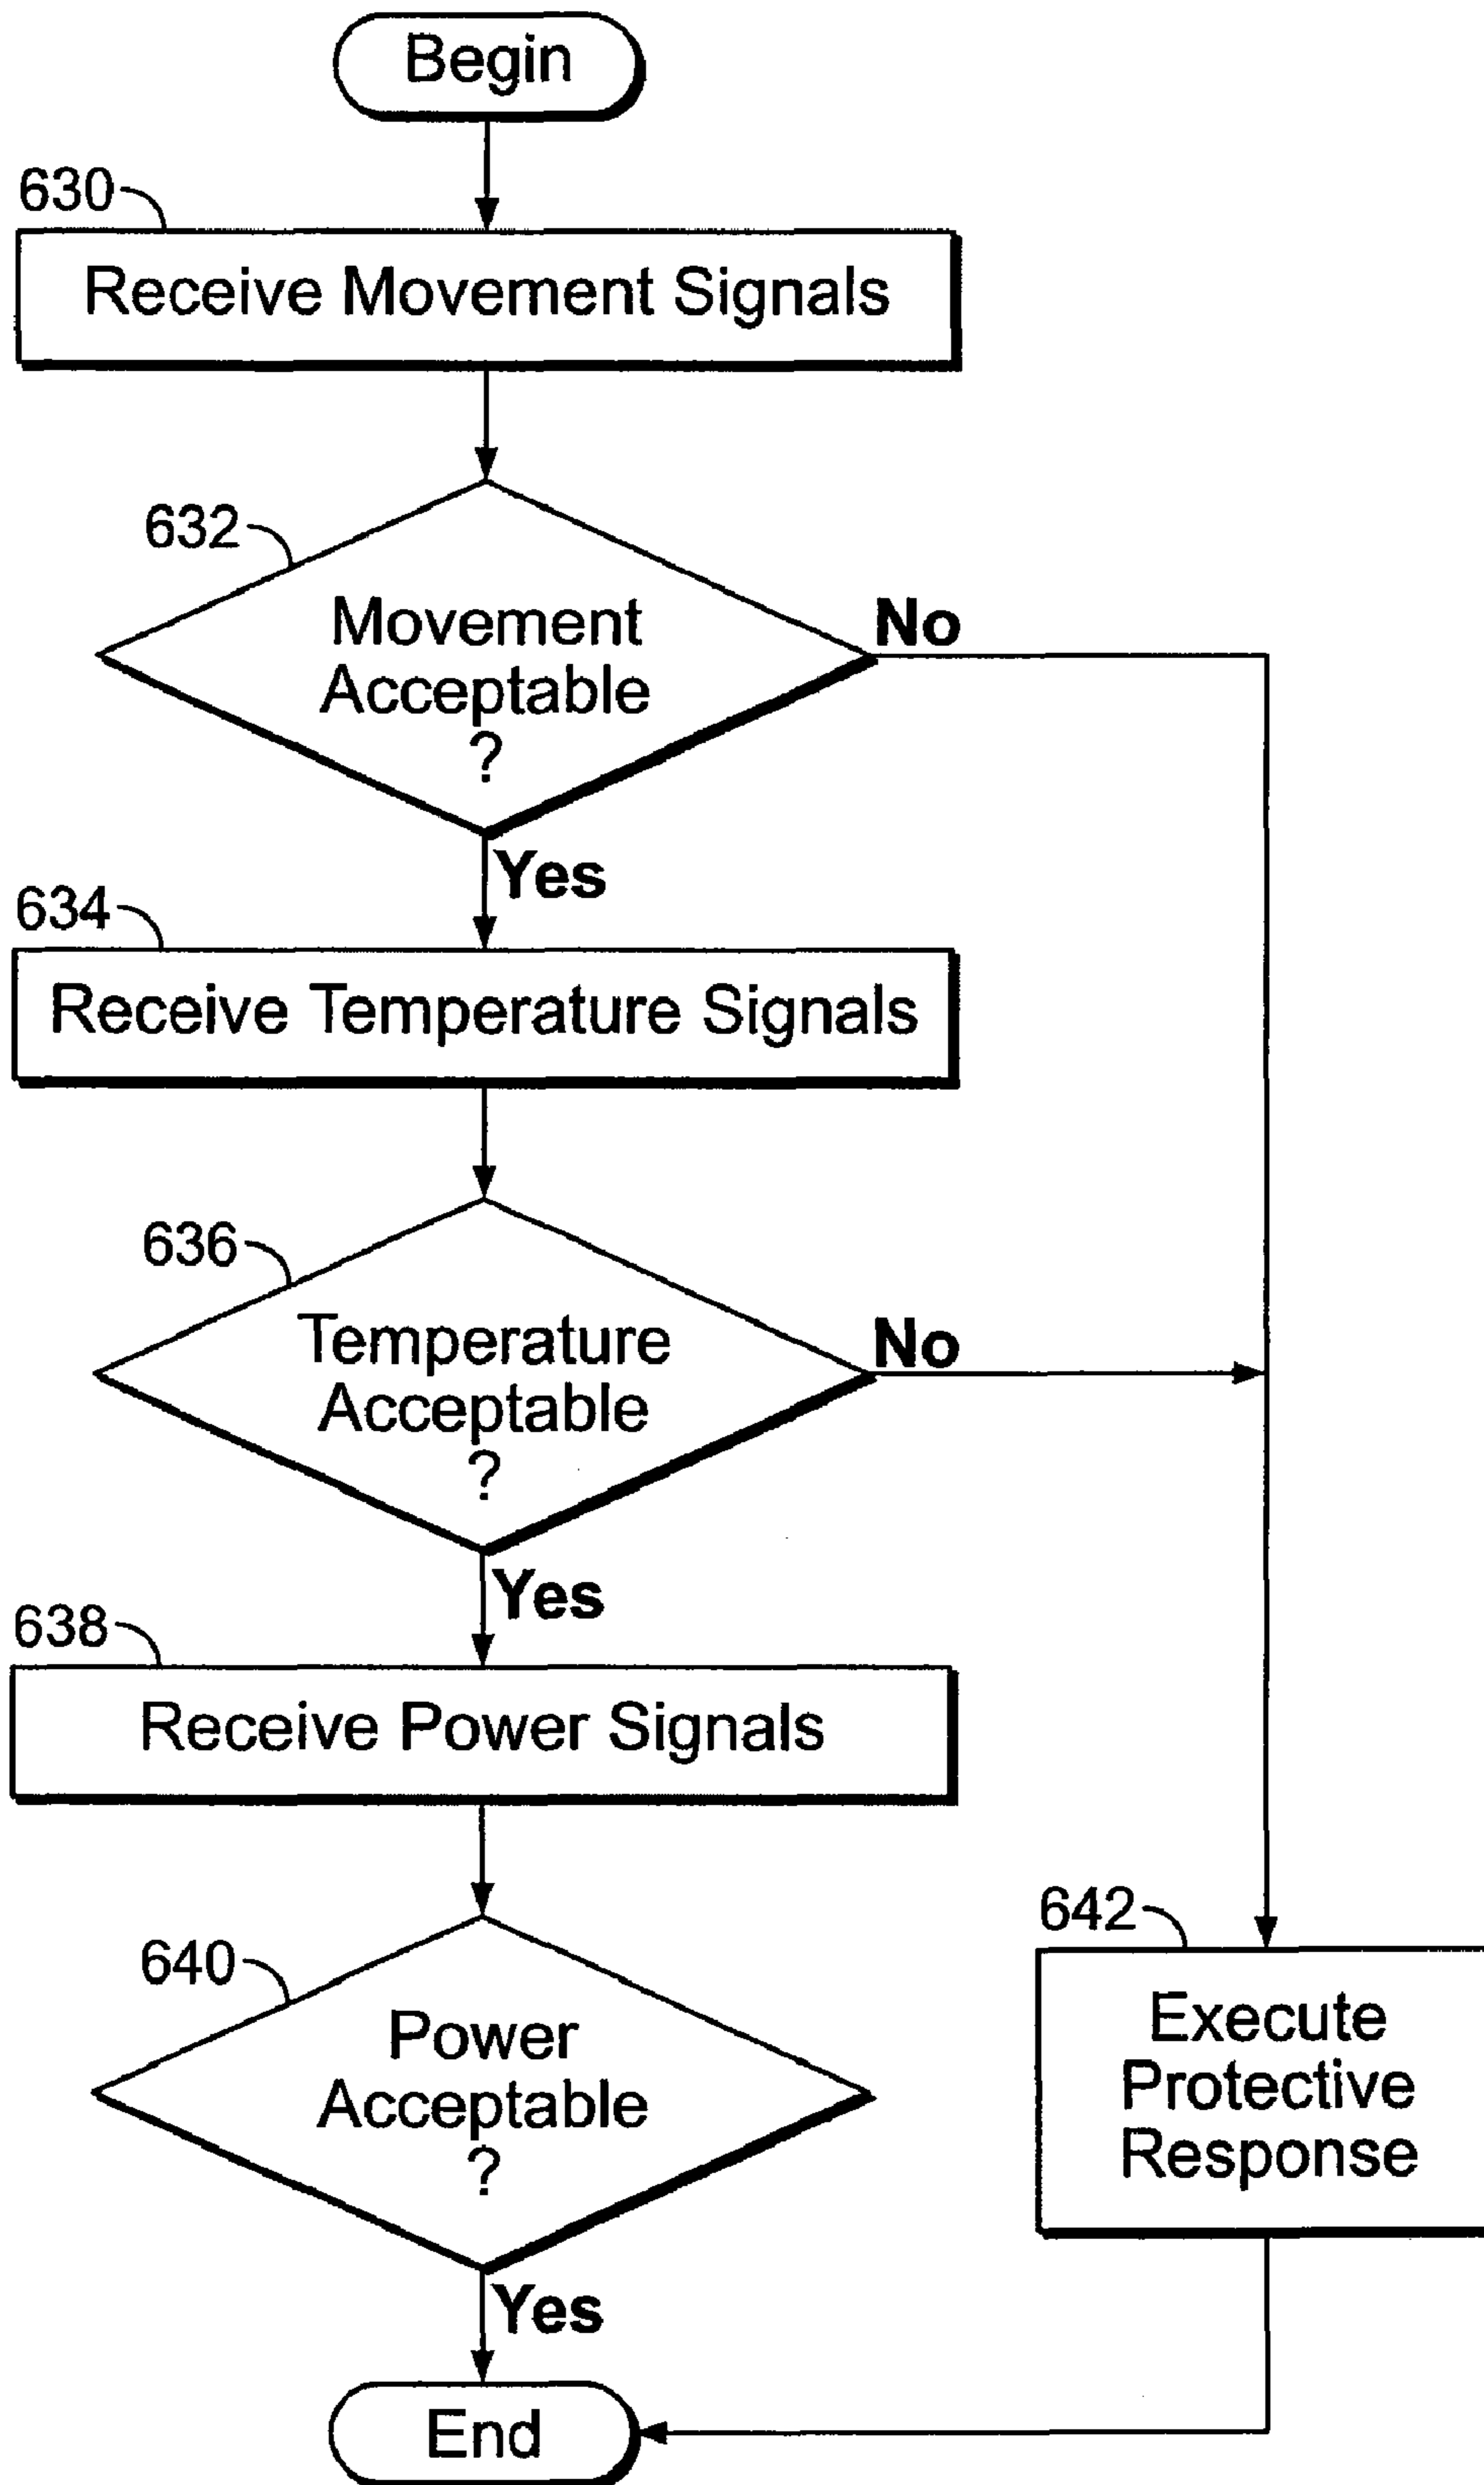 Begin
630
Receive Movement Signals
632
Movement
Acceptable
?
No
Yes
634
Receive Temperature Signals
636
Temperature
Acceptable
?
No
Yes
638
Receive Power Signals
640
Power
Acceptable
?
Yes
642
Execute
Protective
Response
End